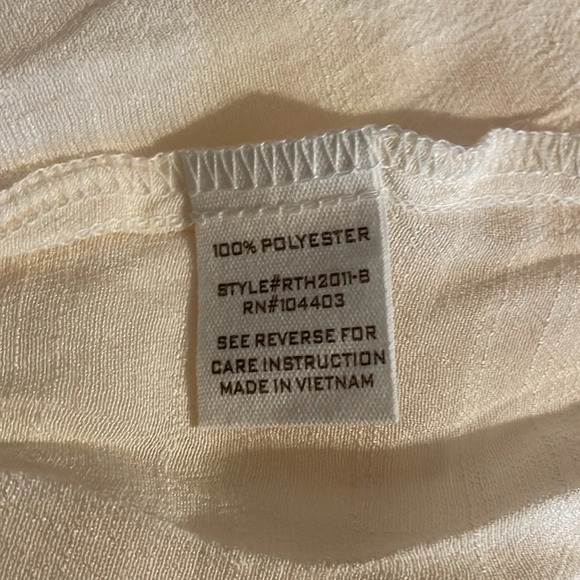 100% POLYESTER
STYLE#RTH2011-B
RN#104403
SEE REVERSE FOR
CARE INSTRUCTION
MADE IN VIETNAM